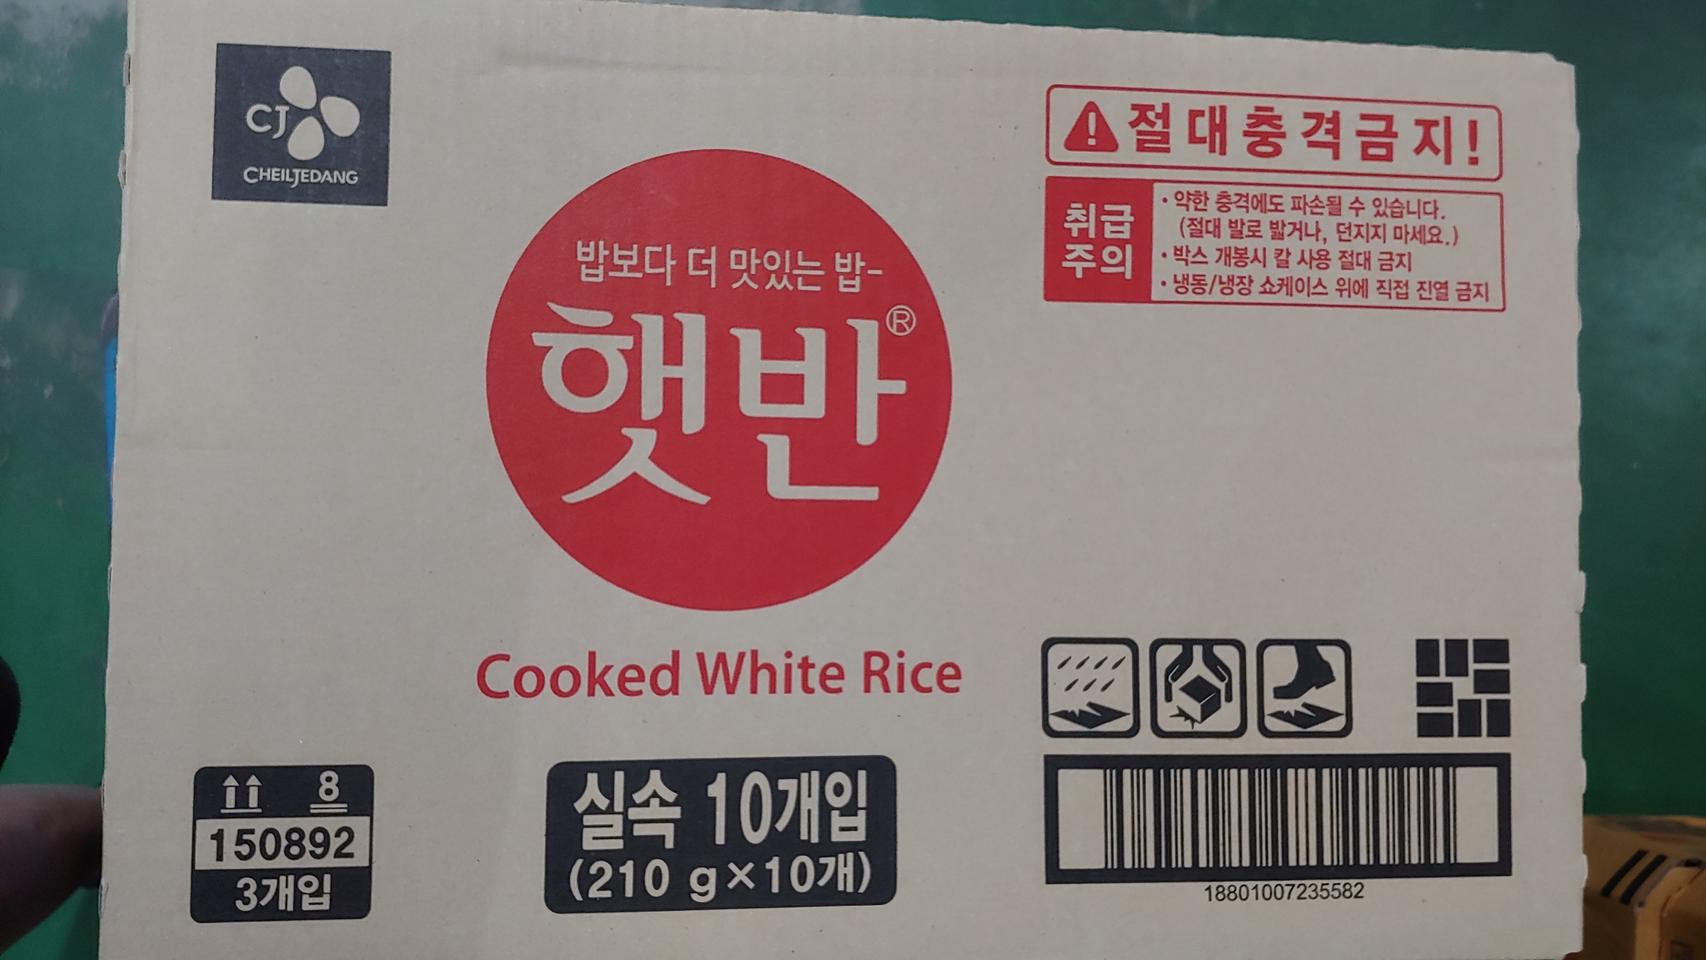 CJ
CHEILJEDANG
밥보다 더 맛있는 밥-
햇반®
Cooked White Rice
절대충격금지!
취급
주의
• 약한 충격에도 파손될 수 있습니다.
(절대 발로 밟거나, 던지지 마세요.)
• 박스 개봉시 칼 사용 절대 금지
• 냉동/냉장 쇼케이스 위에 직접 진열 금지
8
150892
3개입
실속 10개입
(210 g×10개)
18801007235582